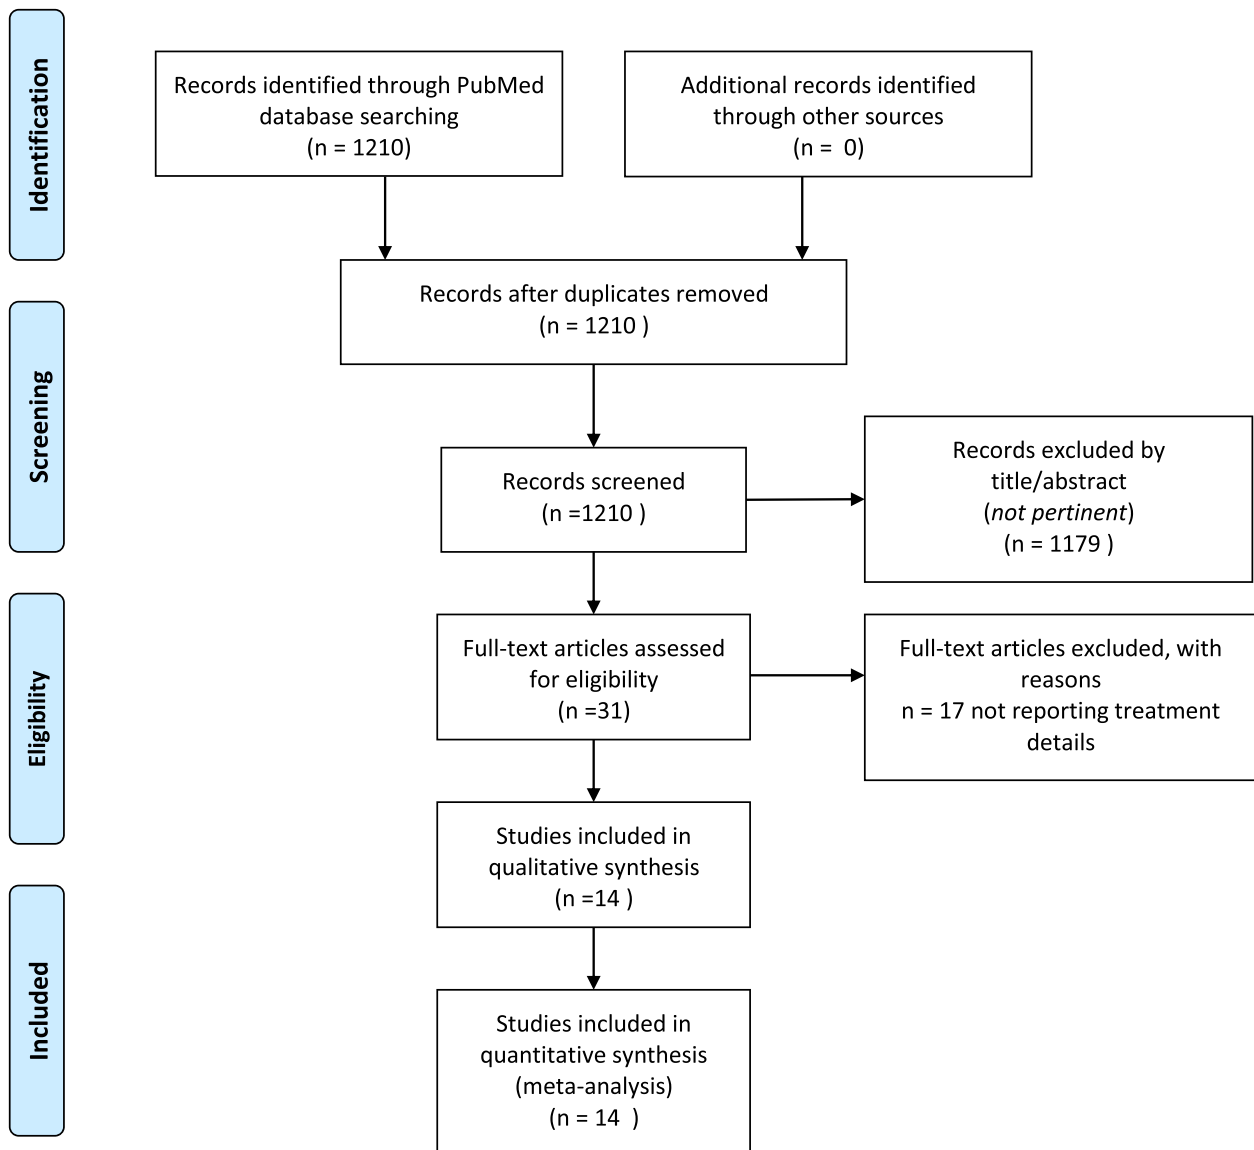 Identification
Records identified through PubMed
database searching
(n = 1210)
Additional records identified
through other sources
(n =  0)
Records after duplicates removed
(n = 1210 )
Screening
Records screened
(n =1210 )
Records excluded by
title/abstract
(not pertinent)
(n = 1179 )
Eligibility
Full-text articles assessed
for eligibility
(n =31)
Full-text articles excluded, with
reasons
n = 17 not reporting treatment
details
Studies included in
qualitative synthesis
(n =14 )
Included
Studies included in
quantitative synthesis
(meta-analysis)
(n = 14  )